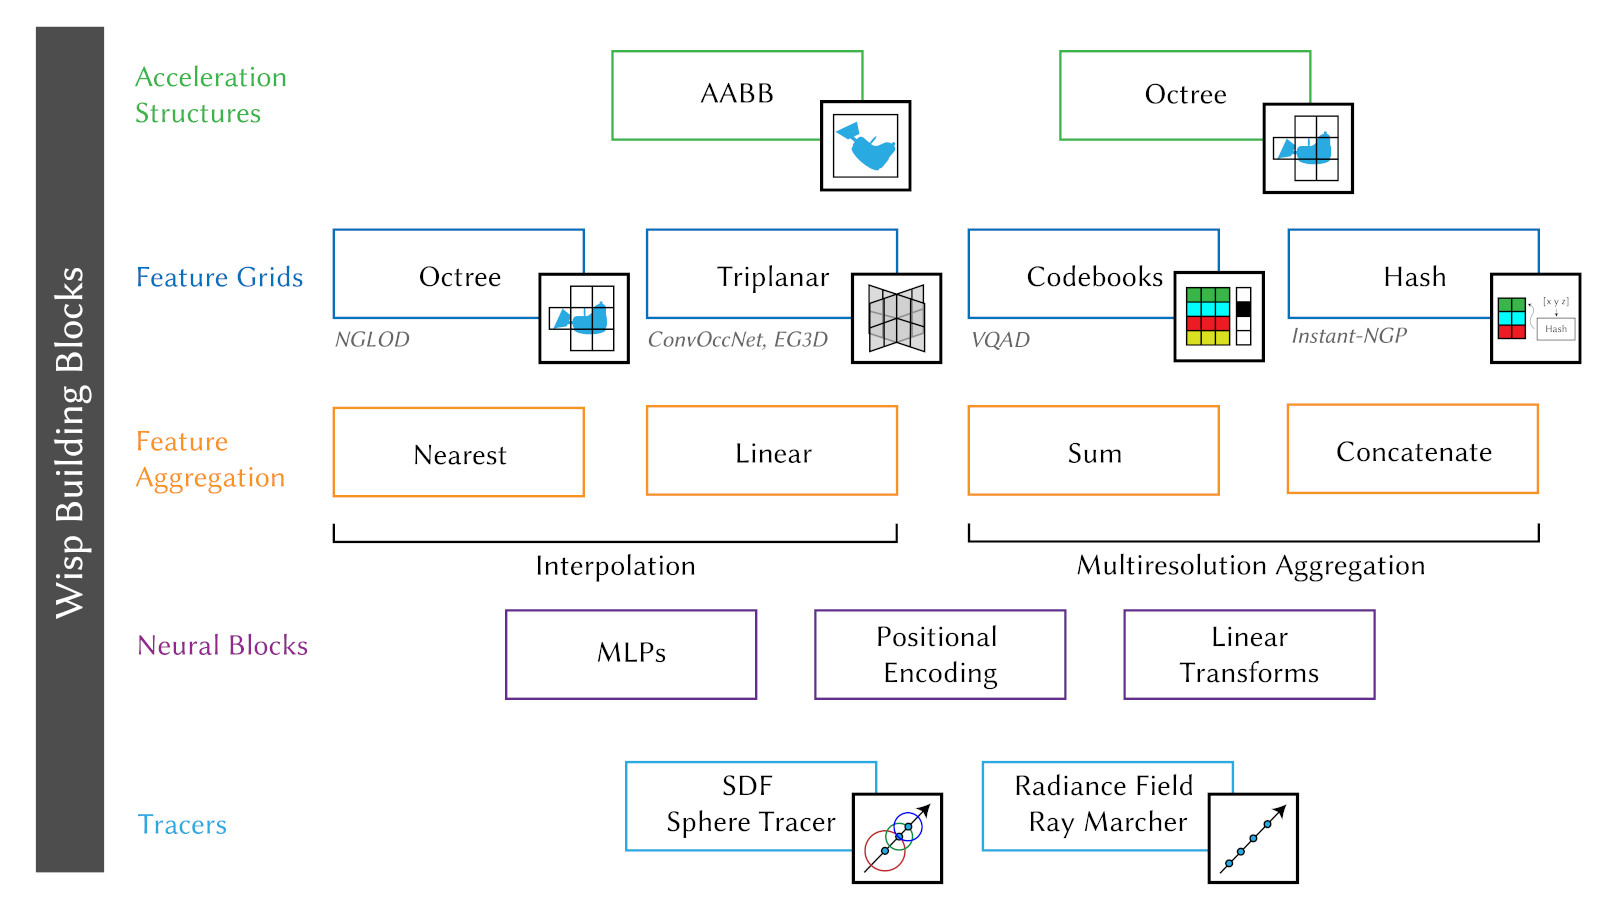 Wisp Building Blocks
Acceleration
Structures
AABB
Octree
Feature Grids
Octree
NGLOD
Triplanar
ConvOccNet, EG3D
Codebooks
VQAD
Hash
Instant-NGP
[x y z]
Hash
Feature
Aggregation
Nearest
Linear
Sum
Concatenate
Interpolation
Multiresolution Aggregation
Neural Blocks
MLPs
Positional
Encoding
Linear
Transforms
Tracers
SDF
Sphere Tracer
Radiance Field
Ray Marcher